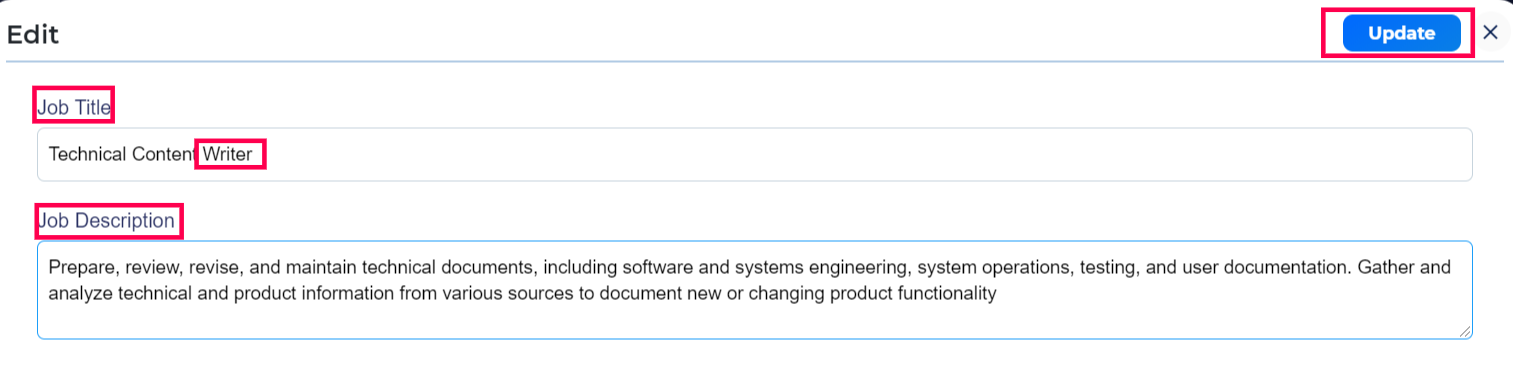 Edit
Update
Job Title
Technical Content Writer
Job Description
Prepare, review, revise, and maintain technical documents, including software and systems engineering, system operations, testing, and user documentation. Gather and
analyze technical and product information from various sources to document new or changing product functionality